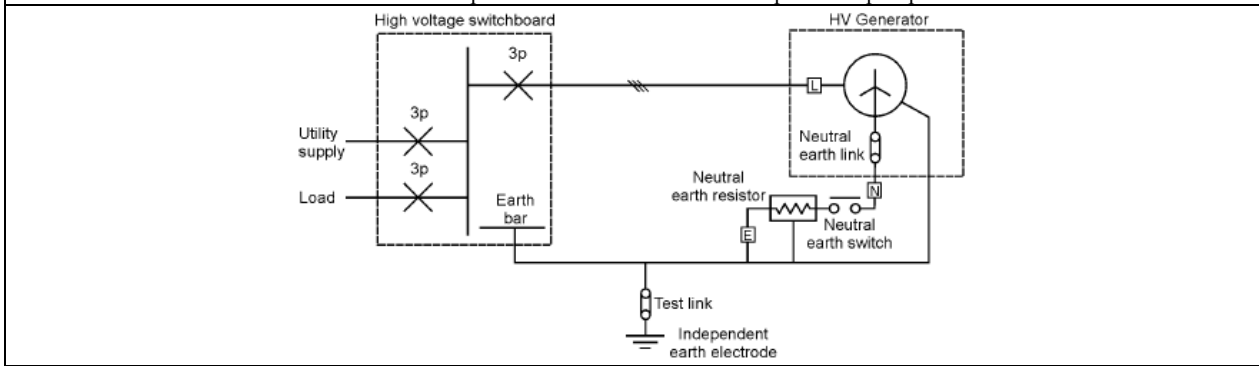 High voltage switchboard
HV Generator
3p
3p
3p
L
Utility
supply
Neutral
earth link
Load
Neutral
earth resistor
N
Earth
bar
Neutral
earth switch
E
Test link
Independent
earth electrode